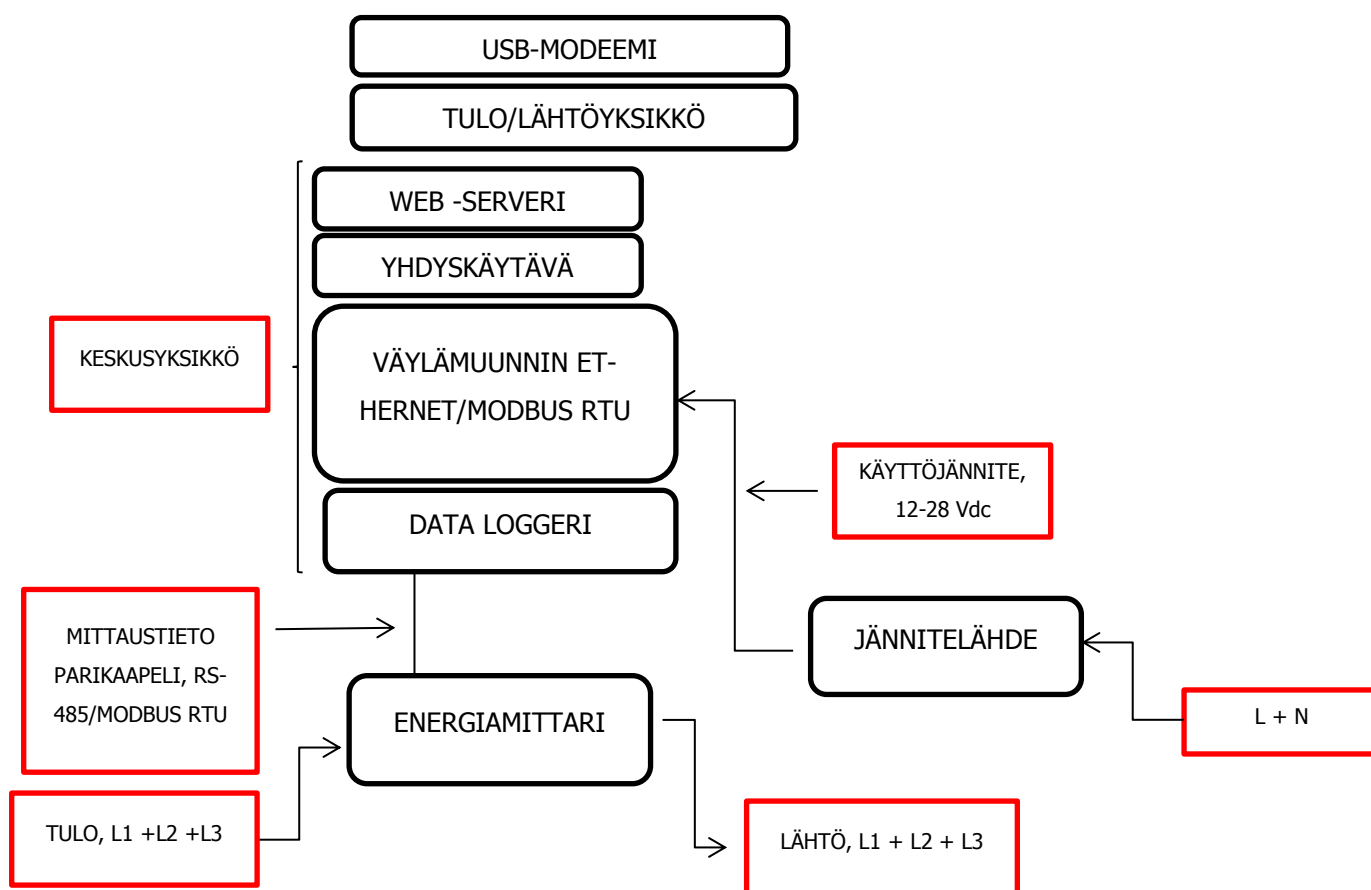 USB-MODEEMI
TULO/LÄHTÖYKSIKKÖ
WEB -SERVERI
YHDYSKÄYTÄVÄ
KESKUSYKSIKKÖ
VÄYLÄMUUNNIN ET-
HERNET/MODBUS RTU
KÄYTTÖJÄNNITE,
12-28 Vdc
DATA LOGGERI
MITTAUSTIETO
PARIKAAPELI, RS-
485/MODBUS RTU
JÄNNITELÄHDE
ENERGIAMITTARI
L + N
TULO, L1 +L2 +L3
LÄHTÖ, L1 + L2 + L3